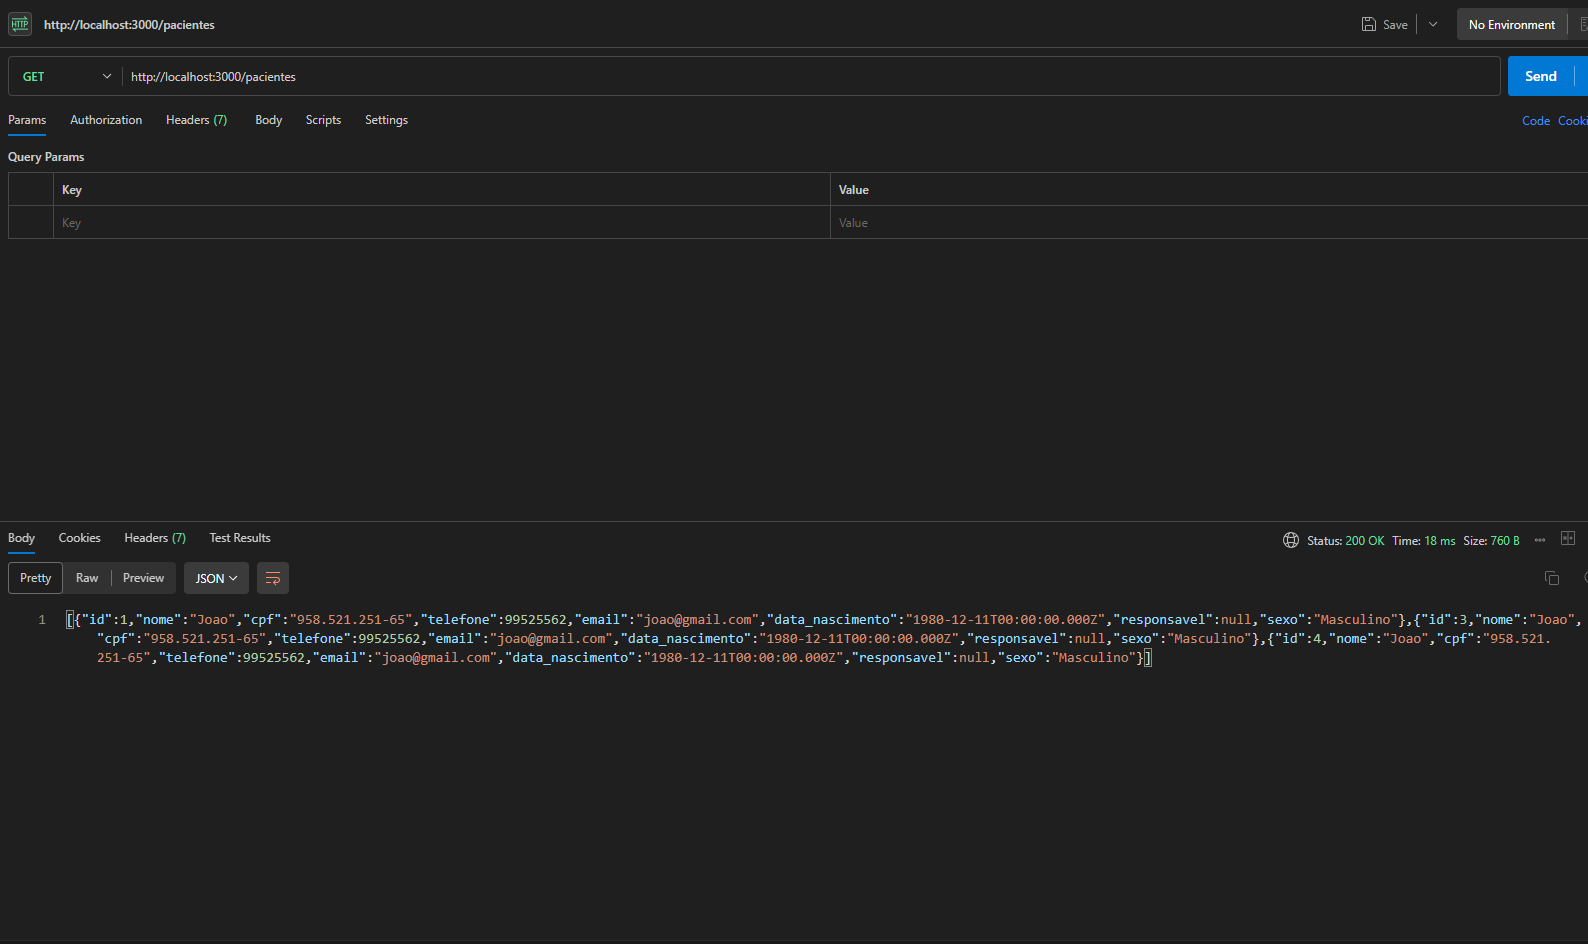 HTTP http://localhost:3000/pacientes Save No Environment
GET http://localhost:3000/pacientes Send
Params Authorization Headers (7) Body Scripts Settings Code Cooki
Query Params
Key Value
Key Value
Body Cookies Headers (7) Test Results Status: 200 OK Time: 18 ms Size: 760 B
Pretty Raw Preview JSON
1 [{"id":1,"nome":"Joao","cpf":"958.521.251-65","telefone":99525562,"email":"joao@gmail.com","data_nascimento":"1980-12-11T00:00:00.000Z","responsavel":null,"sexo":"Masculino"},{"id":3,"nome":"Joao",
"cpf":"958.521.251-65","telefone":99525562,"email":"joao@gmail.com","data_nascimento":"1980-12-11T00:00:00.000Z","responsavel":null,"sexo":"Masculino"},{"id":4,"nome":"Joao","cpf":"958.521.
251-65","telefone":99525562,"email":"joao@gmail.com","data_nascimento":"1980-12-11T00:00:00.000Z","responsavel":null,"sexo":"Masculino"}]